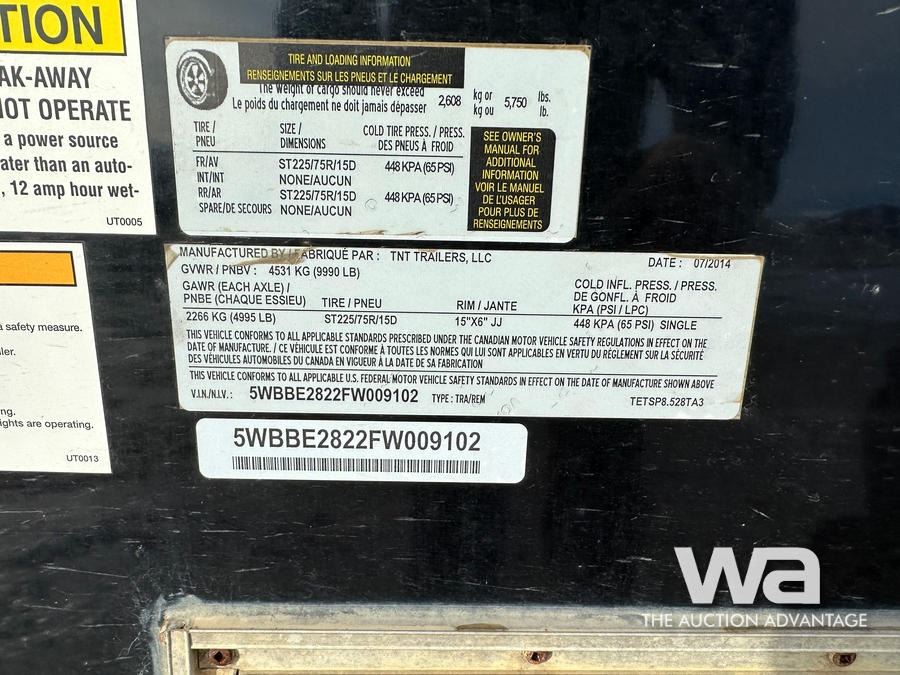 TION
AK-AWAY
NOT OPERATE
a power source
ater than an auto-
, 12 amp hour wet-
UT0005
TIRE AND LOADING INFORMATION
RENSEIGNEMENTS SUR LES PNEUS ET LE CHARGEMENT
The weight of cargo should never exceed
Le poids du chargement ne doit jamais dépasser 2,608 kg or kg ou 5,750 lbs. lb.
TIRE / PNEU SIZE / DIMENSIONS COLD TIRE PRESS. / PRESS. DES PNEUS À FROID
FR/AV ST225/75R/15D 448 KPA (65 PSI)
INT/INT NONE/AUCUN
RR/AR ST225/75R/15D 448 KPA (65 PSI)
SPARE/DE SECOURS NONE/AUCUN
SEE OWNER'S
MANUAL FOR
ADDITIONAL
INFORMATION
VOIR LE MANUEL
DE L'USAGER
POUR PLUS DE
RENSEIGNEMENTS
MANUFACTURED BY / FABRIQUÉ PAR : TNT TRAILERS, LLC DATE : 07/2014
GVWR / PNBV : 4531 KG (9990 LB)
GAWR (EACH AXLE) /
PNBE (CHAQUE ESSIEU) TIRE / PNEU RIM / JANTE COLD INFL. PRESS. / PRESS. DE GONFL. À FROID KPA (PSI / LPC)
2266 KG (4995 LB) ST225/75R/15D 15"X6" JJ 448 KPA (65 PSI) SINGLE
THIS VEHICLE CONFORMS TO ALL APPLICABLE STANDARDS PRESCRIBED UNDER THE CANADIAN MOTOR VEHICLE SAFETY REGULATIONS IN EFFECT ON THE
DATE OF MANUFACTURE. / CE VÉHICULE EST CONFORME À TOUTES LES NORMES QUI LUI SONT APPLICABLES EN VERTU DU RÉGLEMENT SUR LA SÉCURITÉ
DES VÉHICULES AUTOMOBILES DU CANADA EN VIGUEUR À LA DATE DE SA FABRICATION
THIS VEHICLE CONFORMS TO ALL APPLICABLE U.S. FEDERAL MOTOR VEHICLE SAFETY STANDARDS IN EFFECT ON THE DATE OF MANUFACTURE SHOWN ABOVE
V.I.N./N.I.V.: 5WBBE2822FW009102 TYPE : TRA/REM TETSP8.528TA3
5WBBE2822FW009102
a safety measure.
ler.
ng.
ights are operating.
UT0013
wa
THE AUCTION ADVANTAGE